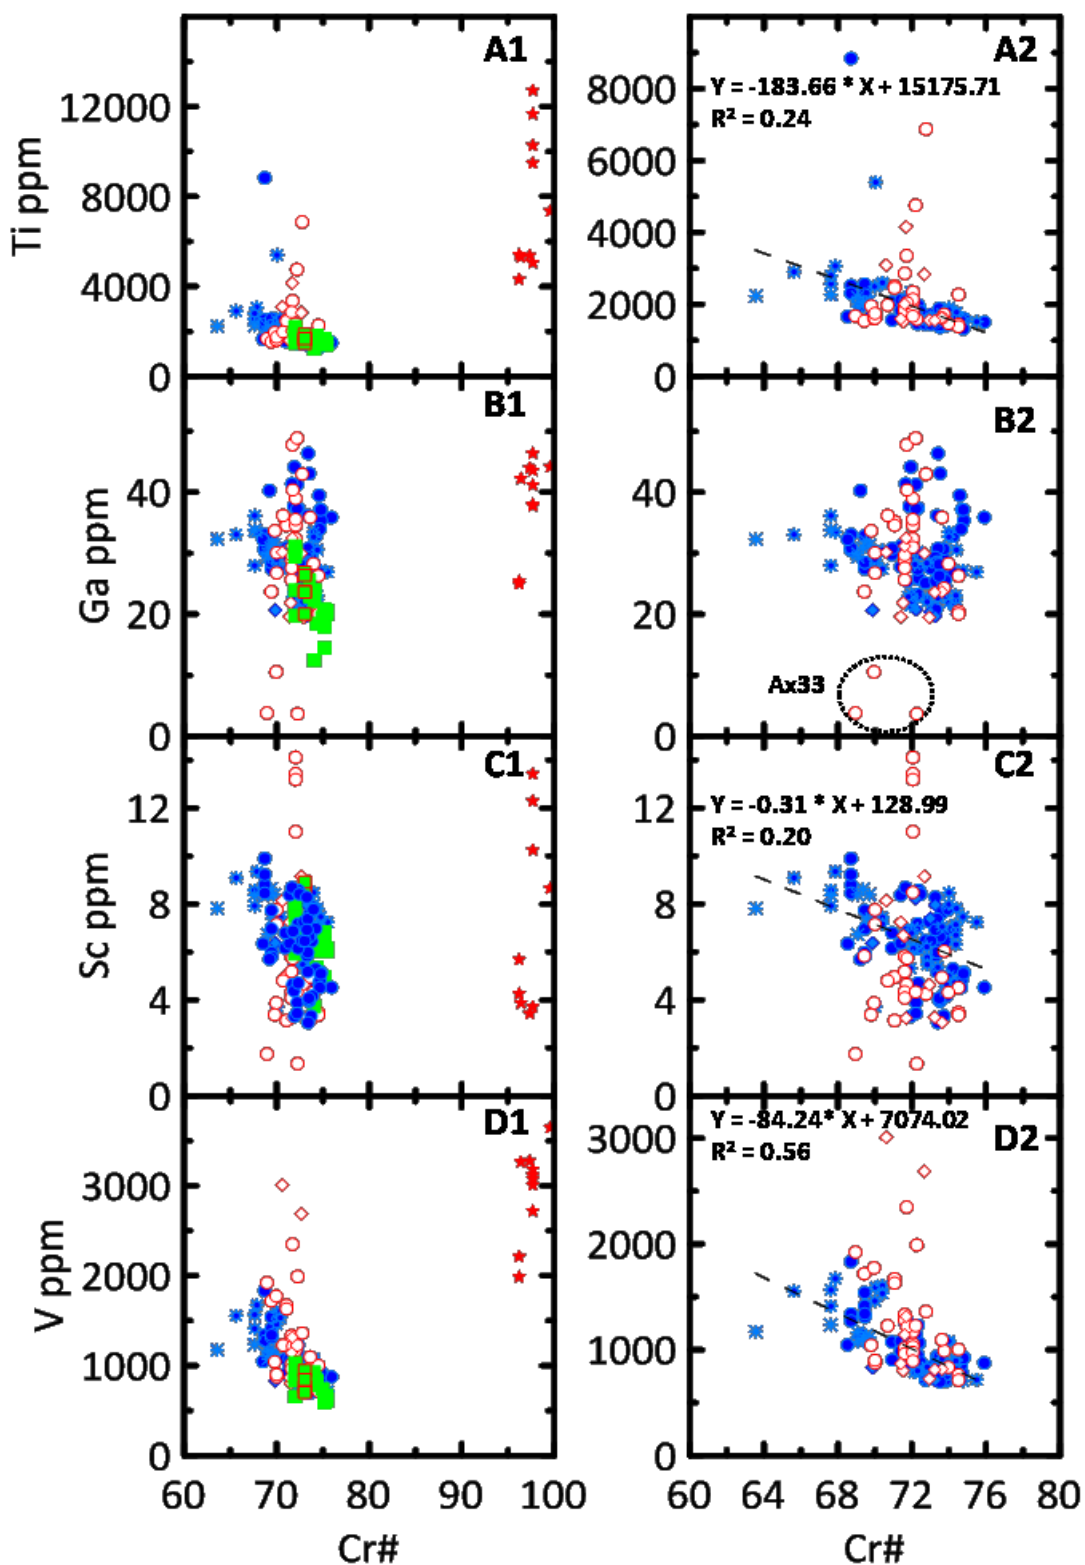 A1
Ti ppm
12000
8000
4000
0
A2
Y = -183.66 * X + 15175.71
R² = 0.24
8000
6000
4000
2000
0
B1
Ga ppm
40
20
0
B2
40
20
0
Ax33
C1
Sc ppm
12
8
4
0
C2
Y = -0.31 * X + 128.99
R² = 0.20
12
8
4
0
D1
V ppm
3000
2000
1000
0
60 70 80 90 100
Cr#
Y = -84.24* X + 7074.02
R² = 0.56
D2
3000
2000
1000
0
60 64 68 72 76 80
Cr#